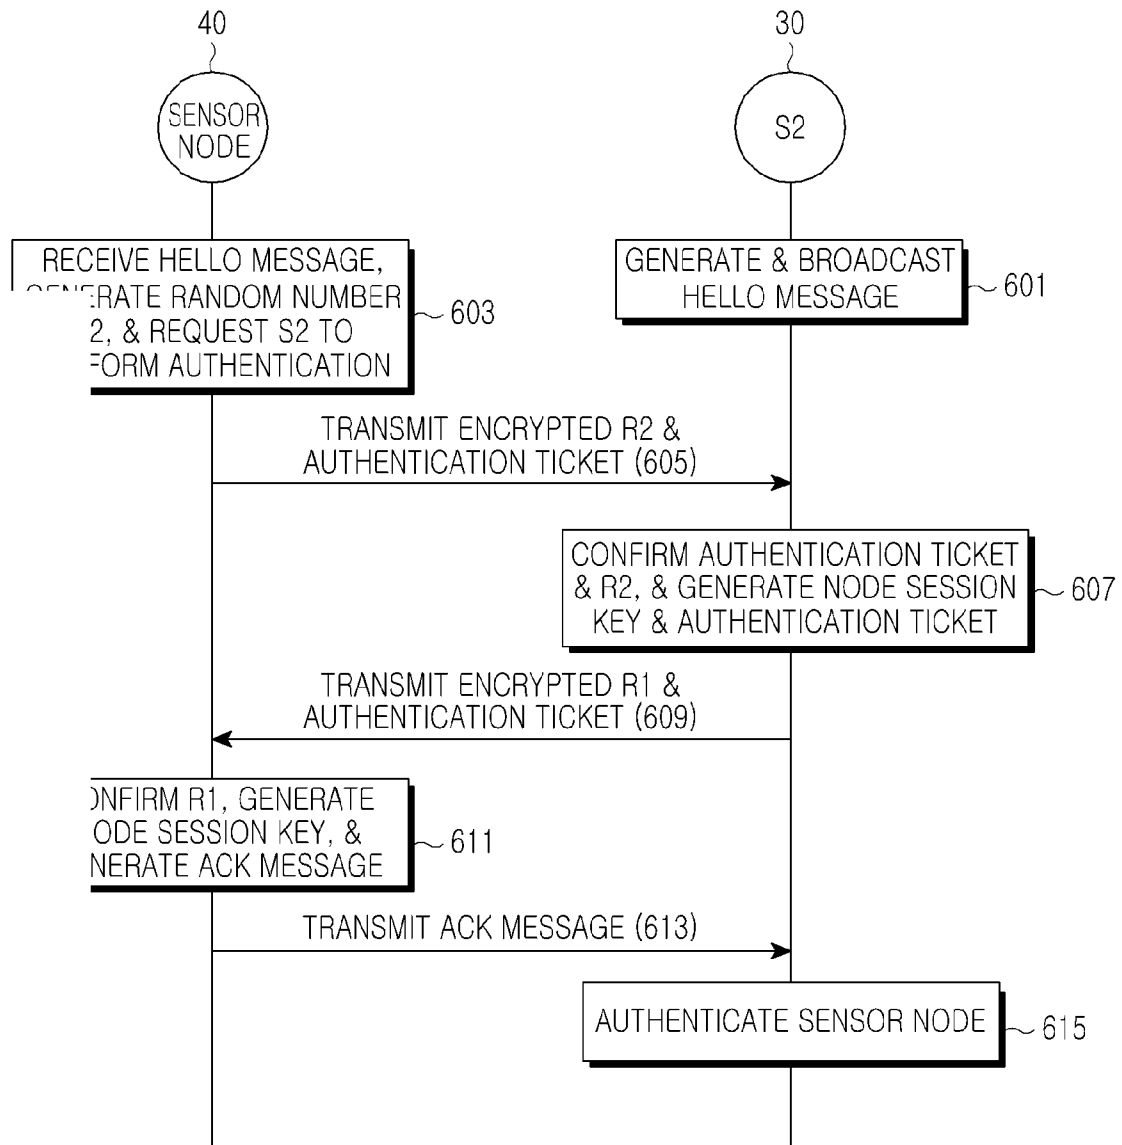 40
30
SENSOR
NODE
S2
RECEIVE HELLO MESSAGE,
RANDOM NUMBER
& REQUEST S2 TO
AUTHENTICATION
603
GENERATE & BROADCAST
HELLO MESSAGE
601
TRANSMIT ENCRYPTED R2 &
AUTHENTICATION TICKET (605)
CONFIRM AUTHENTICATION TICKET
& R2, & GENERATE NODE SESSION
KEY & AUTHENTICATION TICKET
607
TRANSMIT ENCRYPTED R1 &
AUTHENTICATION TICKET (609)
R1, GENERATE
SESSION KEY, &
ACK MESSAGE
611
TRANSMIT ACK MESSAGE (613)
AUTHENTICATE SENSOR NODE
615